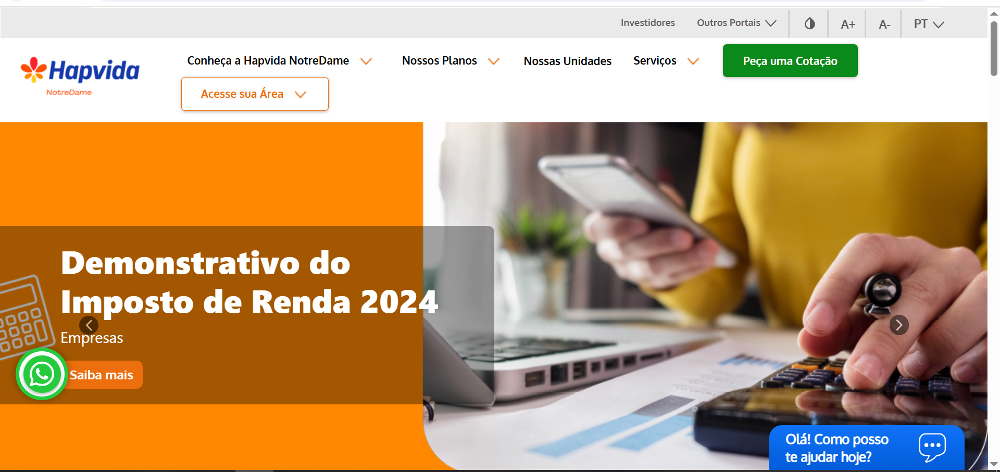 Investidores
Outros Portais
A+
A-
PT
Hapvida
NotreDame
Conheça a Hapvida NotreDame
Nossos Planos
Nossas Unidades
Serviços
Peça uma Cotação
Acesse sua Área
Demonstrativo do
Imposto de Renda 2024
Empresas
Saiba mais
Olá! Como posso
te ajudar hoje?